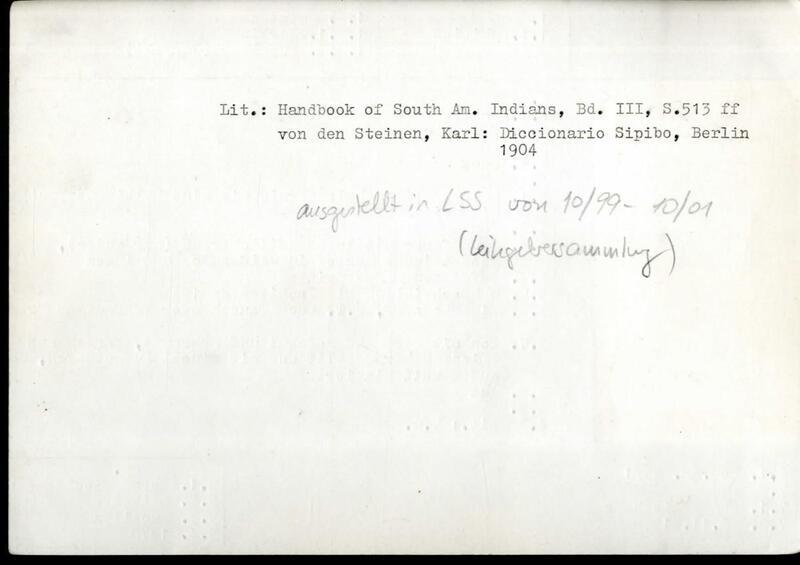 Lit.: Handbook of South Am. Indians, Bd. III, S.513 ff
von den Steinen, Karl: Diccionario Sipibo, Berlin
1904
ausgestellt in LSS von 10/99 - 10/01
(Leihgebersammlung)